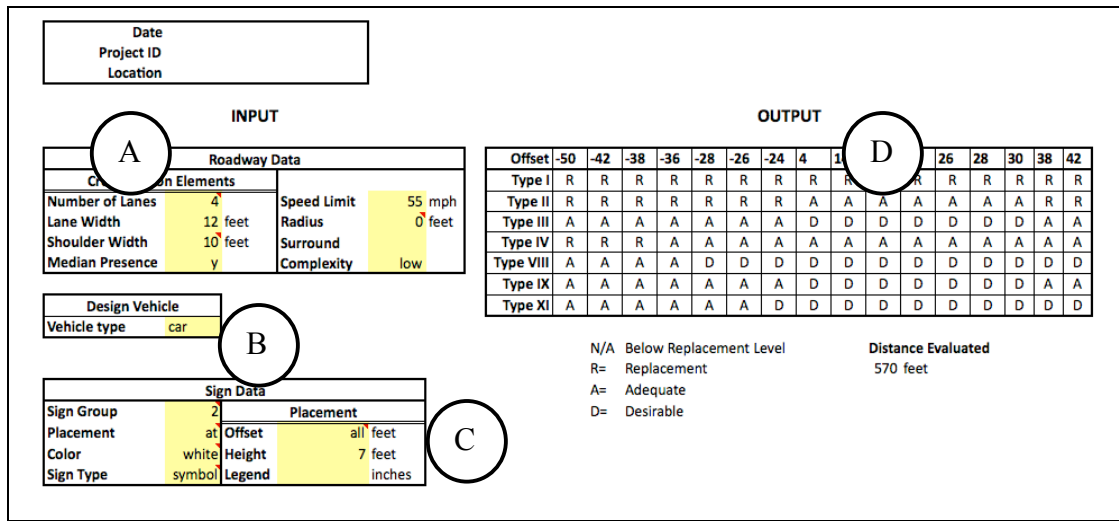 Date
Project ID
Location
INPUT
A
Roadway Data
Elements
Number of Lanes 4
Lane Width 12 feet
Shoulder Width 10 feet
Median Presence y
Speed Limit 55 mph
Radius 0 feet
Surround
Complexity low
Design Vehicle
Vehicle type car
B
Sign Data
Sign Group 2
Placement at
Color white
Sign Type symbol
Placement
Offset all feet
Height 7 feet
Legend inches
C
OUTPUT
D
Offset -50 -42 -38 -36 -28 -26 -24 4 26 28 30 38 42
Type I R R R R R R R R R R R R R R R
Type II R R R R R R R A A A A A A R R
Type III A A A A A A A D D D D D D A A
Type IV R R R A A A A A A A A A A A A
Type VIII A A A A D D D D D D D D D D D
Type IX A A A A A A A D D D D D D A A
Type XI A A A A A A D D D D D D D D D
N/A Below Replacement Level
R= Replacement
A= Adequate
D= Desirable
Distance Evaluated
570 feet